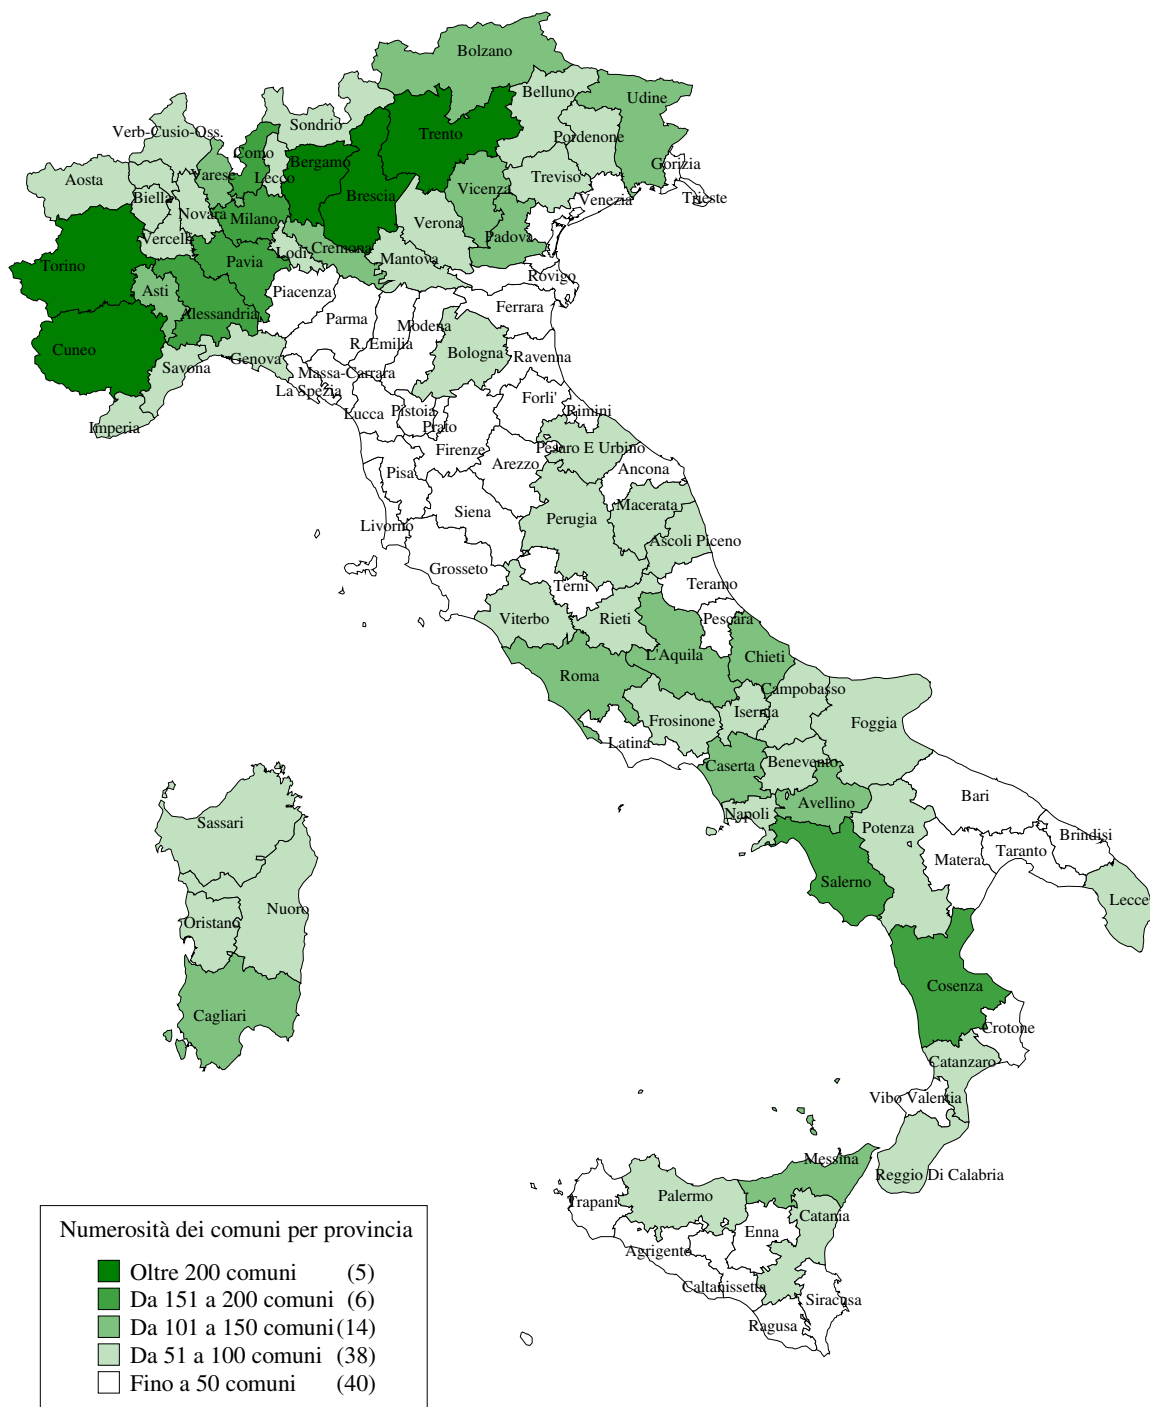 Bolzano
Belluno
Udine
Verb-Cusio-Oss.
Sondrio
Trento
Pordenone
Como
Bergamo
Gorizia
Aosta
Varese
Lecco
Treviso
Biella
Brescia
Vicenza
Venezia
Trieste
Novara
Milano
Verona
Vercelli
Padova
Torino
Pavia
Lodi
Cremona
Mantova
Rovigo
Asti
Piacenza
Ferrara
Alessandria
Parma
Modena
Cuneo
Savona
Genova
R. Emilia
Bologna
Ravenna
Massa-Carrara
La Spezia
Forli'
Imperia
Lucca
Pistoia
Rimini
Prato
Firenze
Pesaro E Urbino
Pisa
Arezzo
Ancona
Siena
Perugia
Macerata
Livorno
Ascoli Piceno
Grosseto
Terni
Teramo
Viterbo
Rieti
Pescara
L'Aquila
Chieti
Roma
Campobasso
Isernia
Frosinone
Foggia
Latina
Caserta
Benevento
Bari
Avellino
Napoli
Sassari
Potenza
Brindisi
Matera
Taranto
Salerno
Lecce
Nuoro
Oristano
Cosenza
Cagliari
Crotone
Catanzaro
Vibo Valentia
Messina
Reggio Di Calabria
Trapani
Palermo
Catania
Enna
Agrigento
Caltanissetta
Siracusa
Ragusa
Numerosità dei comuni per provincia
Oltre 200 comuni (5)
Da 151 a 200 comuni (6)
Da 101 a 150 comuni (14)
Da 51 a 100 comuni (38)
Fino a 50 comuni (40)